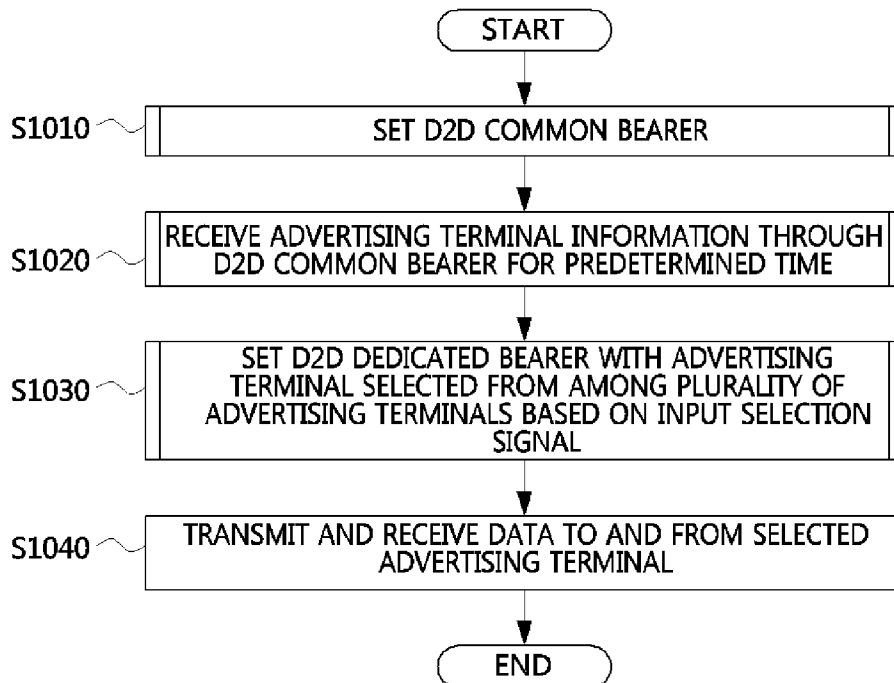 START
S1010
SET D2D COMMON BEARER
S1020
RECEIVE ADVERTISING TERMINAL INFORMATION THROUGH
D2D COMMON BEARER FOR PREDETERMINED TIME
S1030
SET D2D DEDICATED BEARER WITH ADVERTISING
TERMINAL SELECTED FROM AMONG PLURALITY OF
ADVERTISING TERMINALS BASED ON INPUT SELECTION
SIGNAL
S1040
TRANSMIT AND RECEIVE DATA TO AND FROM SELECTED
ADVERTISING TERMINAL
END